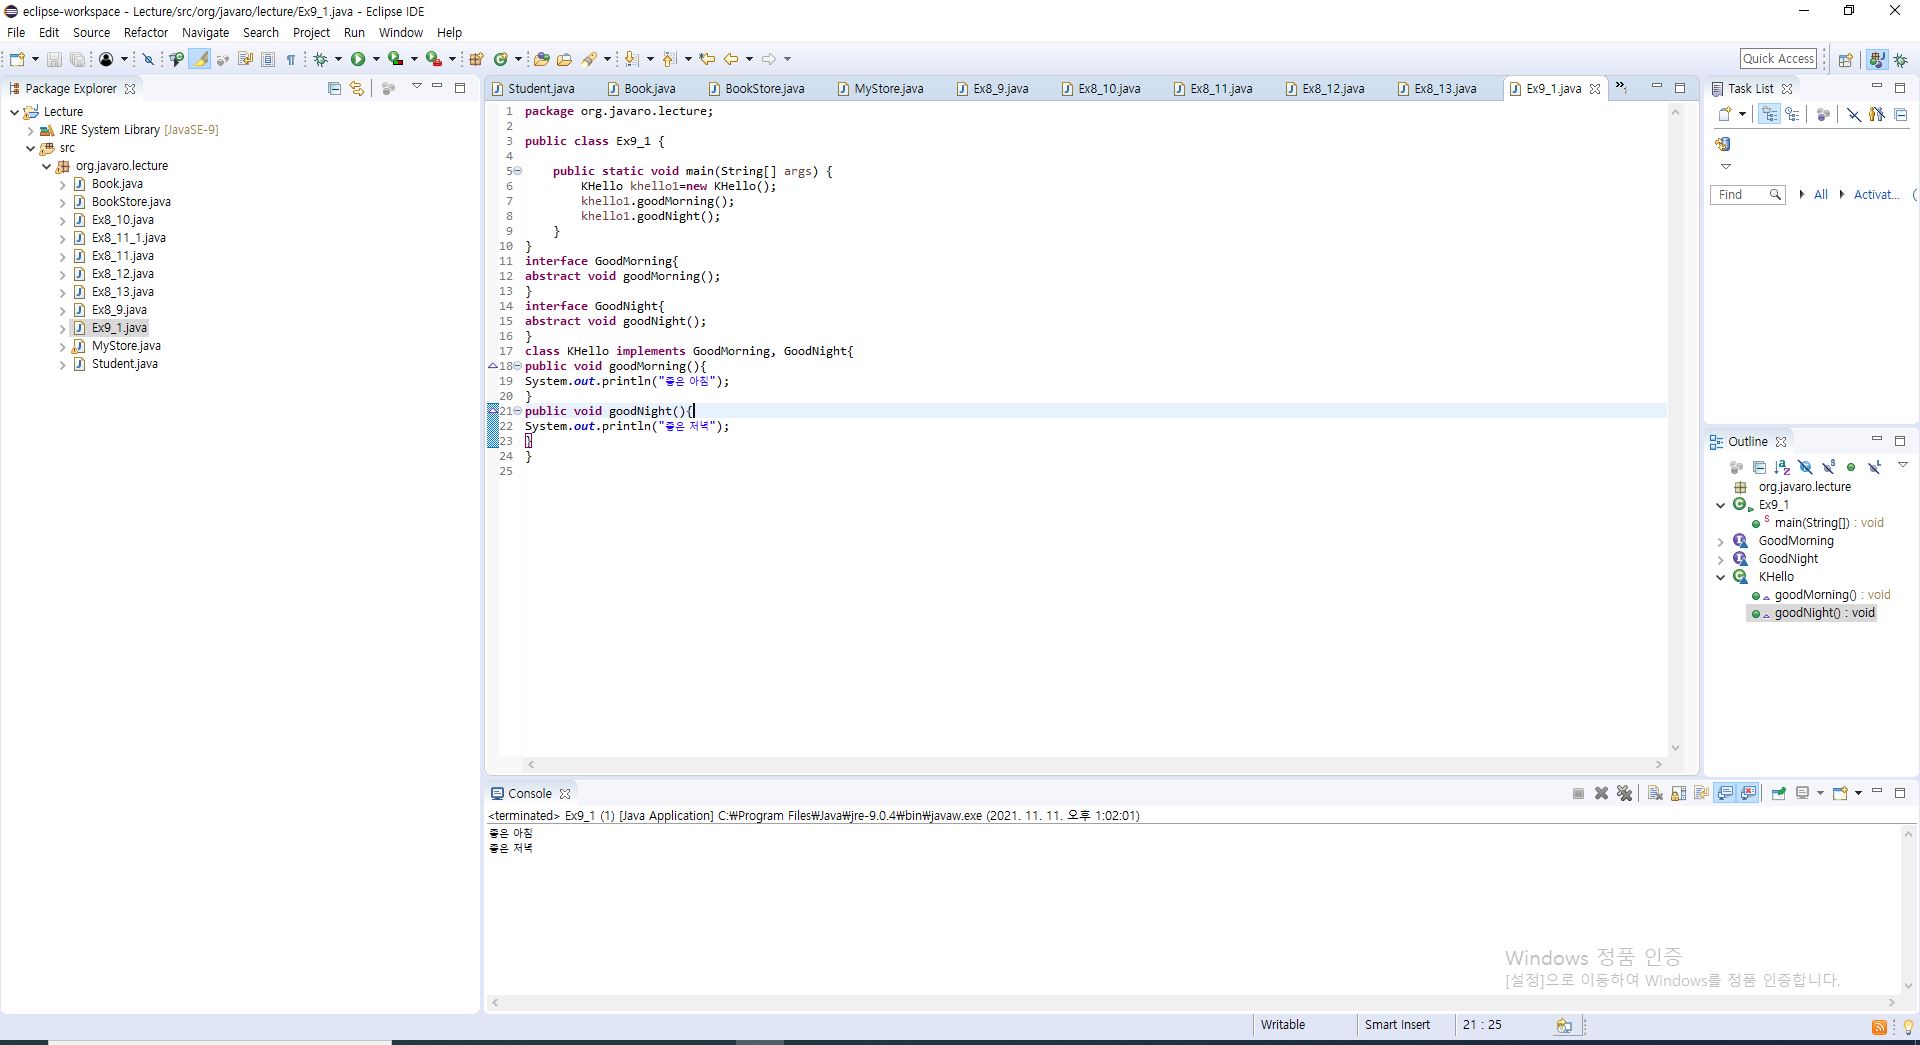 eclipse-workspace - Lecture/src/org/javaro/lecture/Ex9_1.java - Eclipse IDE
File Edit Source Refactor Navigate Search Project Run Window Help
Quick Access
Package Explorer
Lecture
JRE System Library [JavaSE-9]
src
org.javaro.lecture
Book.java
BookStore.java
Ex8_10.java
Ex8_11_1.java
Ex8_11.java
Ex8_12.java
Ex8_13.java
Ex8_9.java
Ex9_1.java
MyStore.java
Student.java
Student.java Book.java BookStore.java MyStore.java Ex8_9.java Ex8_10.java Ex8_11.java Ex8_12.java Ex8_13.java Ex9_1.java »1
1 package org.javaro.lecture;
2
3 public class Ex9_1 {
4
5 public static void main(String[] args) {
6 KHello khello1=new KHello();
7 khello1.goodMorning();
8 khello1.goodNight();
9 }
10 }
11 interface GoodMorning{
12 abstract void goodMorning();
13 }
14 interface GoodNight{
15 abstract void goodNight();
16 }
17 class KHello implements GoodMorning, GoodNight{
18 public void goodMorning(){
19 System.out.println("좋은 아침");
20 }
21 public void goodNight(){
22 System.out.println("좋은 저녁");
23 }
24 }
25
Task List
Find All Activat...
Outline
org.javaro.lecture
Ex9_1
main(String[]) : void
GoodMorning
GoodNight
KHello
goodMorning() : void
goodNight() : void
Console
<terminated> Ex9_1 (1) [Java Application] C:₩Program Files₩Java₩jre-9.0.4₩bin₩javaw.exe (2021. 11. 11. 오후 1:02:01)
좋은 아침
좋은 저녁
Windows 정품 인증
[설정]으로 이동하여 Windows를 정품 인증합니다.
Writable Smart Insert 21 : 25